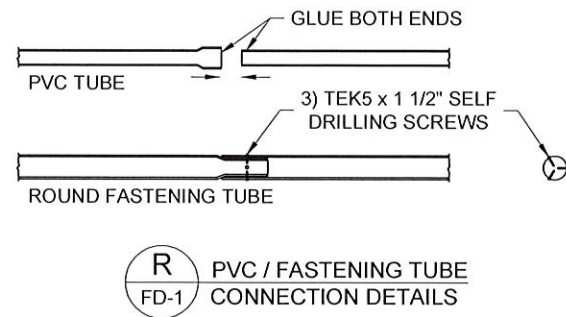 GLUE BOTH ENDS
PVC TUBE
3) TEK5 x 1 1/2" SELF
DRILLING SCREWS
ROUND FASTENING TUBE
R
FD-1
PVC / FASTENING TUBE
CONNECTION DETAILS